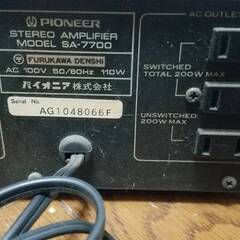 PIONEER
STEREO AMPLIFIER
MODEL SA-7700
FURUKAWA DENSHI
AC 100V, 50/60Hz 110W
パイオニア株式会社
Serial No.
AG1048066F
AC OUTLE
SWITCHED
TOTAL 200W MAX
UNSWITCHED
200W MAX